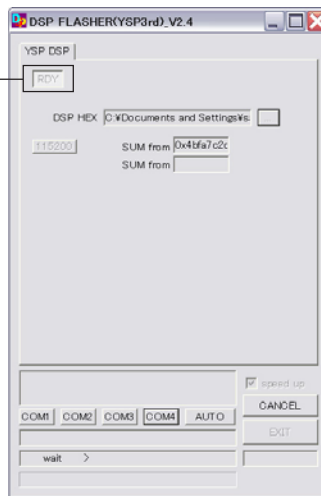 DSP FLASHER(YSP3rd)_V2.4
YSP DSP
RDY
DSP HEX C:¥Documents and Settings¥s ...
115200 SUM from 0x4bfa7c2c
SUM from
speed up
COM1 COM2 COM3 COM4 AUTO CANCEL
EXIT
wait >